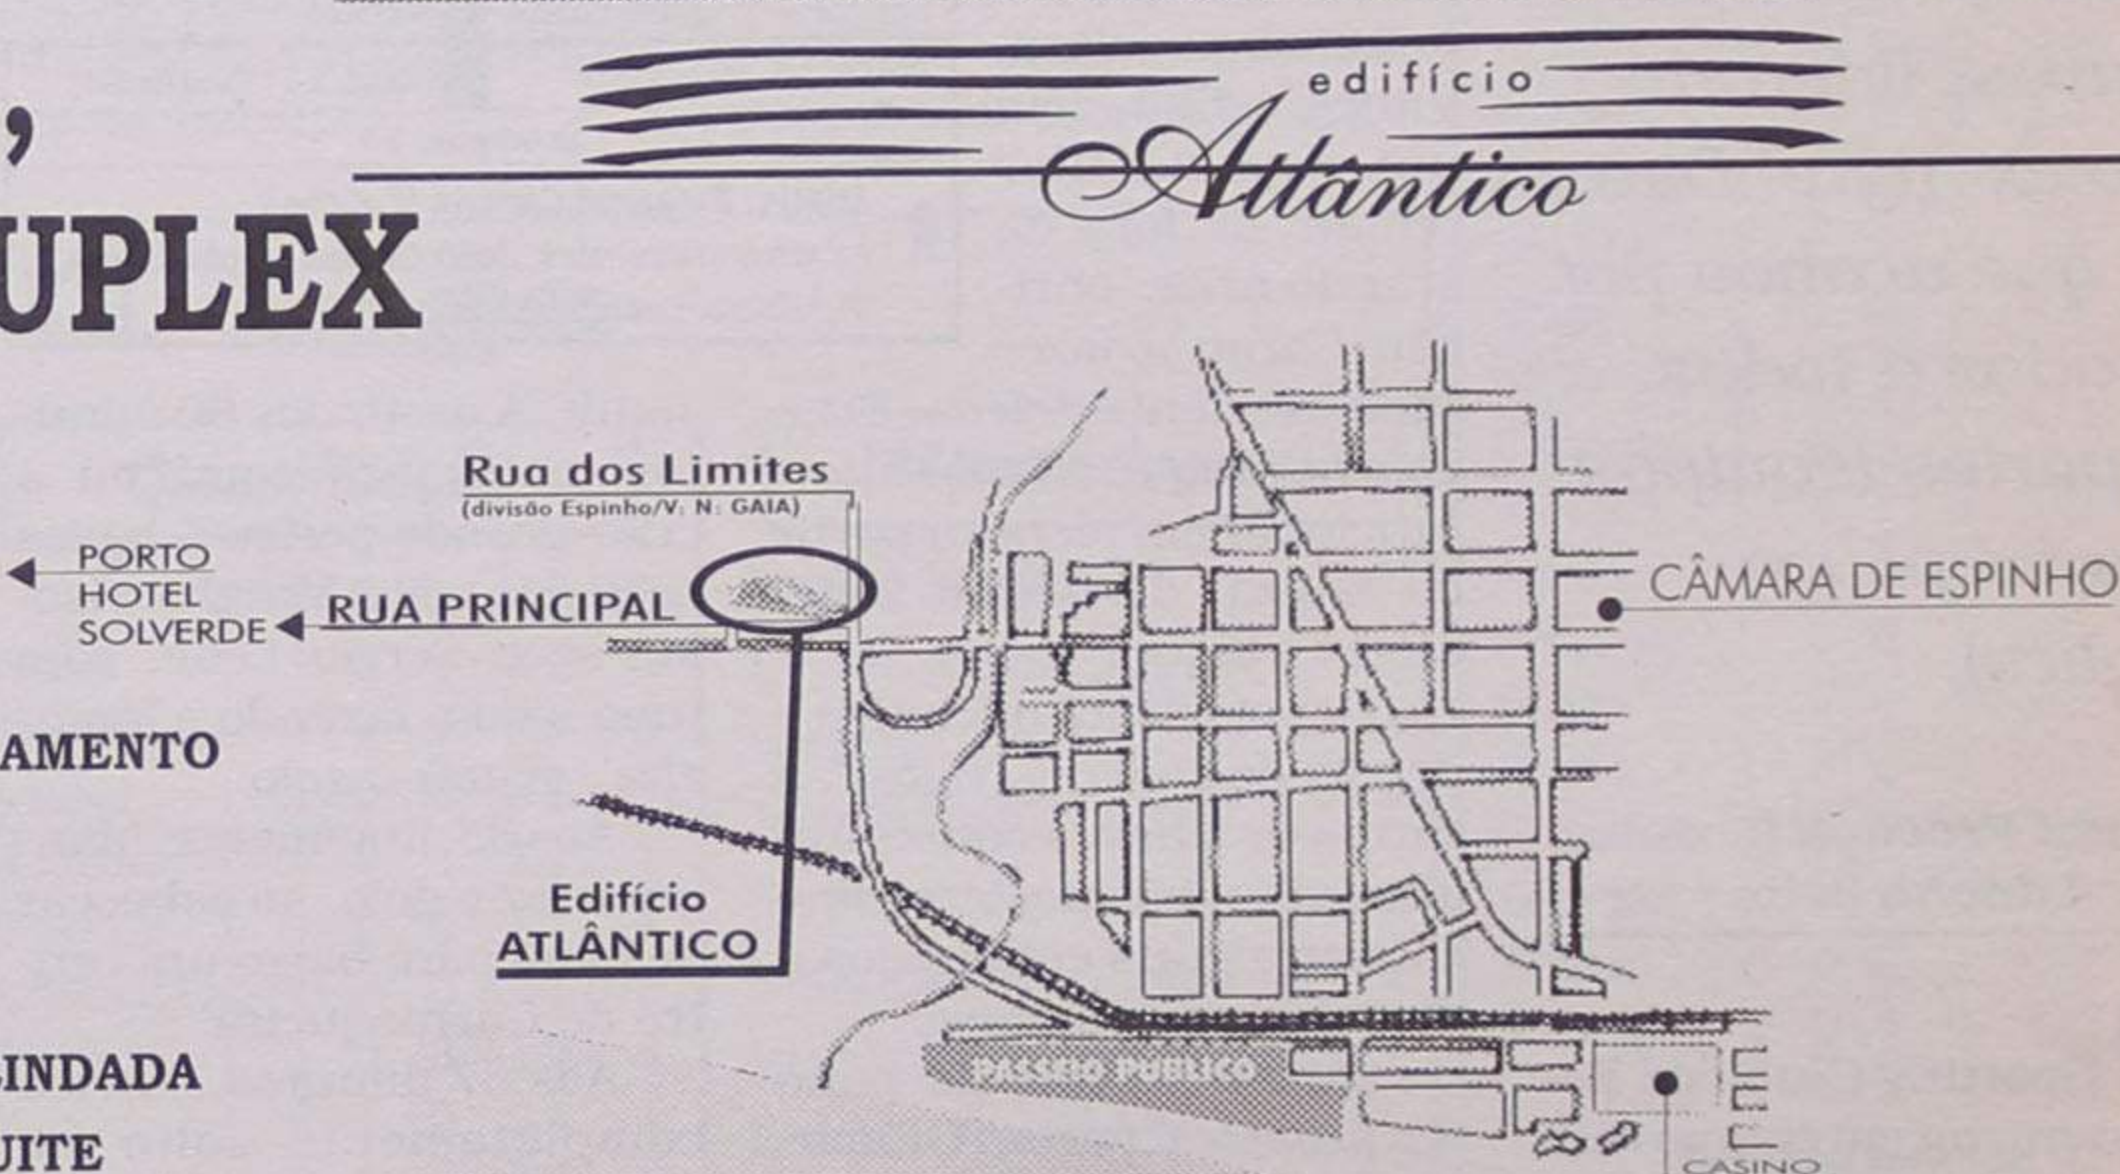 edifício
Atlântico
,
UPLEX
Rua dos Limites
(divisão Espinho/V. N. GAIA)
PORTO
HOTEL
SOLVERDE
RUA PRINCIPAL
CÂMARA DE ESPINHO
AMENTO
Edifício
ATLÂNTICO
INDADA
PASSEIO PÚBLICO
UITE
CASINO